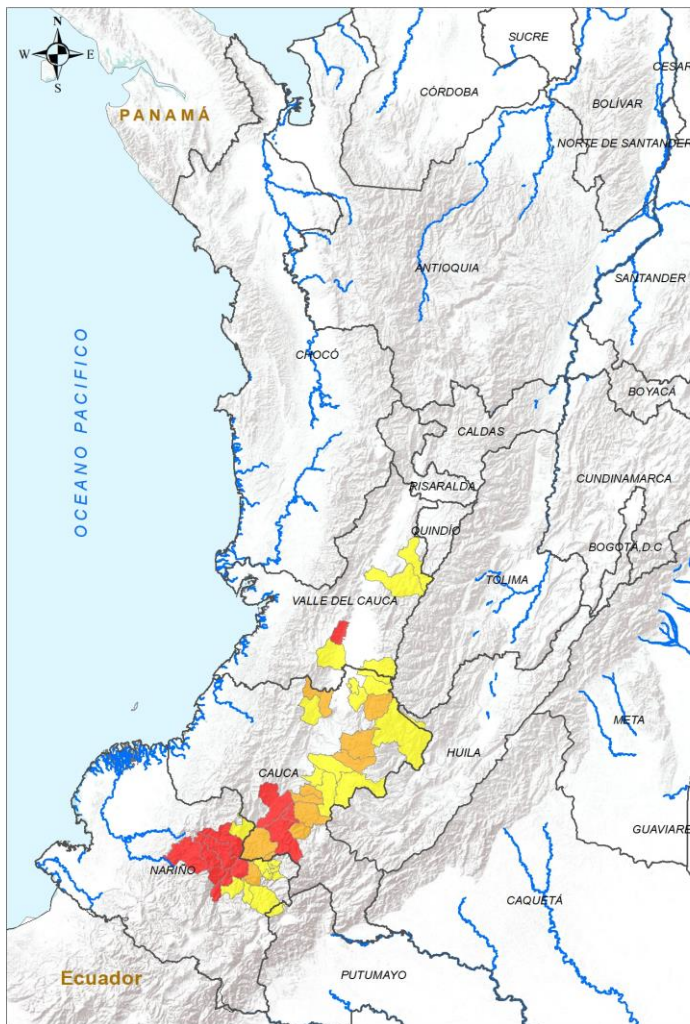 N
W E
S
SUCRE
CESAR
CÓRDOBA
BOLÍVAR
PANAMÁ
NORTE DE SANTANDER
ANTIOQUIA
SANTANDER
OCEANO PACIFICO
CHOCÓ
BOYACÁ
CALDAS
CUNDINAMARCA
RISARALDA
QUINDÍO
BOGOTÁ,D.C
TOLIMA
VALLE DEL CAUCA
META
HUILA
CAUCA
GUAVIARE
NARIÑO
CAQUETÁ
Ecuador
PUTUMAYO